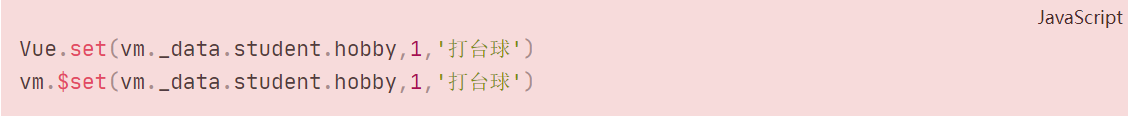 JavaScript
Vue.set(vm._data.student.hobby,1,'打台球')
vm.$set(vm._data.student.hobby,1,'打台球')